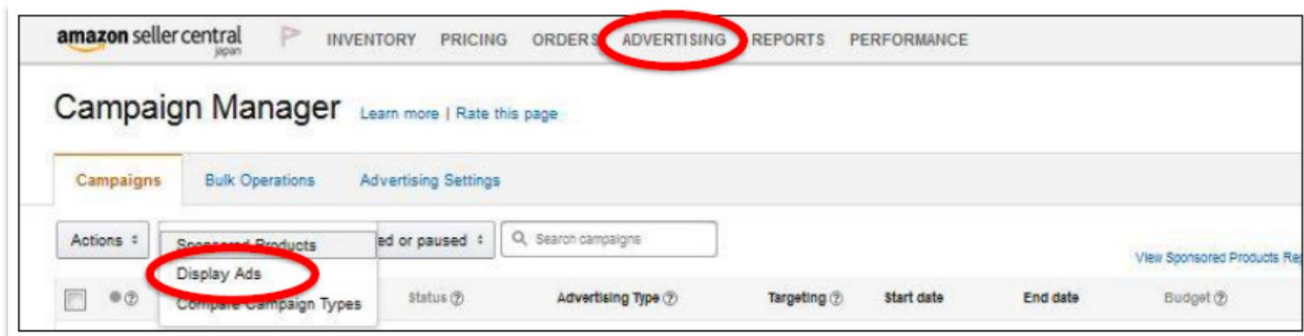 amazon seller central INVENTORY PRICING ORDERS ADVERTISING REPORTS PERFORMANCE
japan
Campaign Manager Learn more | Rate this page
Campaigns Bulk Operations Advertising Settings
Actions Sponsored Products ed or paused Search campaigns
View Sponsored Products Rep
Display Ads
Status Advertising Type Targeting Start date End date Budget
Compare Campaign Types